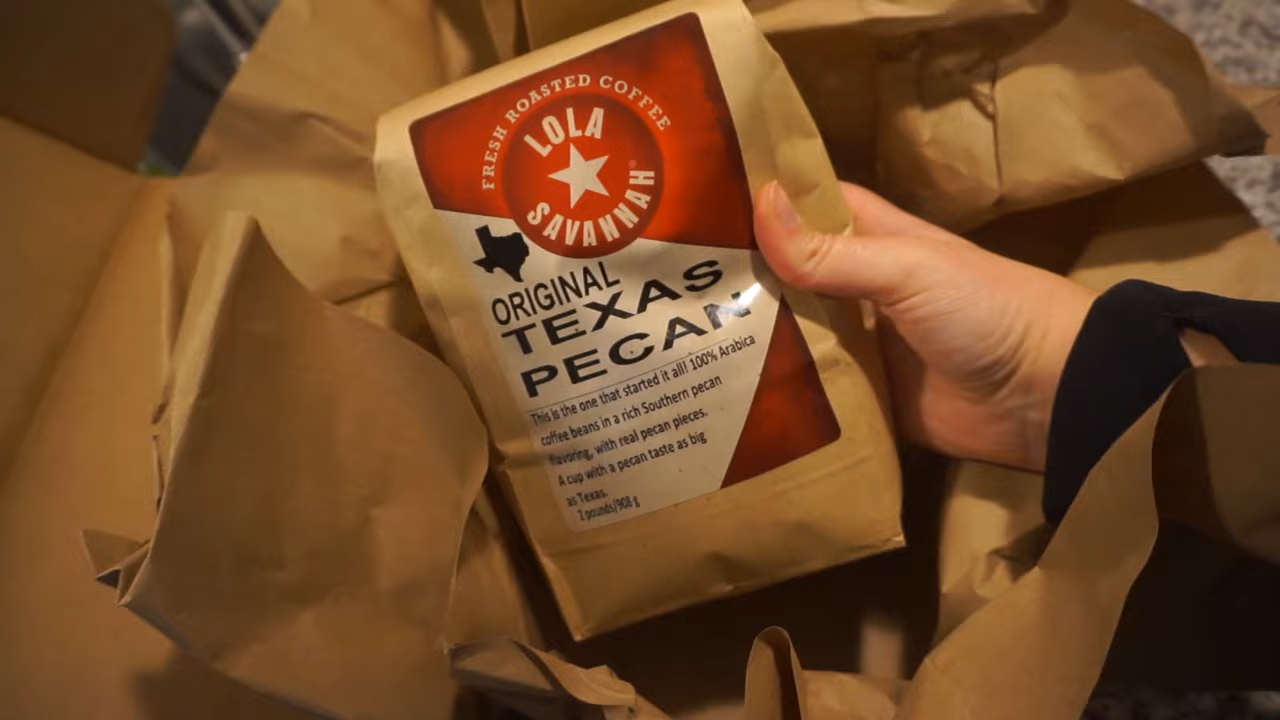 FRESH ROASTED COFFEE
LOLA
SAVANNAH
ORIGINAL
TEXAS
PECAN
This is the one that started it all! 100% Arabica
coffee beans in a rich Southern pecan
flavoring, with real pecan pieces.
A cup with a pecan taste as big
as Texas.
2 pounds/908 g